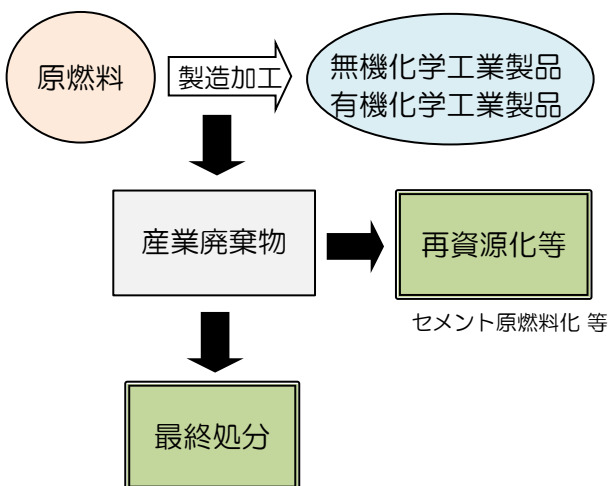 原燃料
製造加工
無機化学工業製品
有機化学工業製品
産業廃棄物
再資源化等
セメント原燃料化 等
最終処分